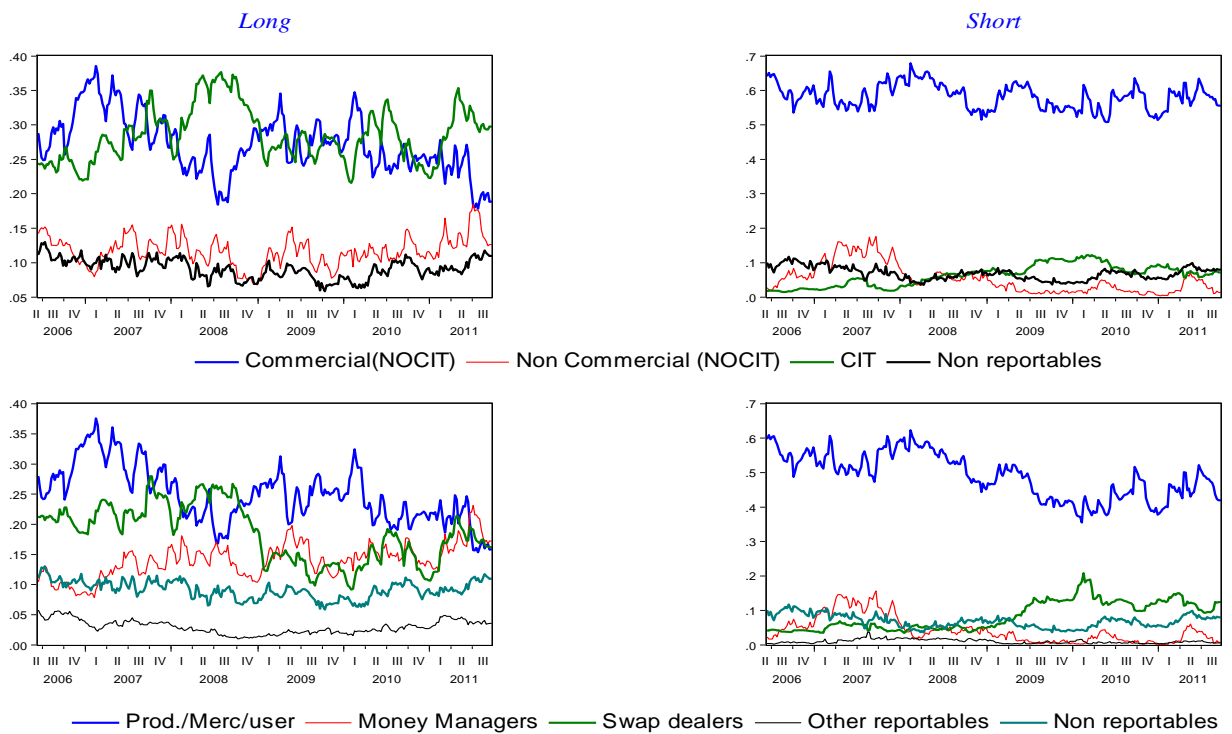 Long
Short
.40
.35
.30
.25
.20
.15
.10
.05
II III IV I II III IV I II III IV I II III IV I II III IV I II III
2006 2007 2008 2009 2010 2011
.7
.6
.5
.4
.3
.2
.1
.0
II III IV I II III IV I II III IV I II III IV I II III IV I II III
2006 2007 2008 2009 2010 2011
Commercial(NOCIT) Non Commercial (NOCIT) CIT Non reportables
.40
.35
.30
.25
.20
.15
.10
.05
.00
II III IV I II III IV I II III IV I II III IV I II III IV I II III
2006 2007 2008 2009 2010 2011
.7
.6
.5
.4
.3
.2
.1
.0
II III IV I II III IV I II III IV I II III IV I II III IV I II III
2006 2007 2008 2009 2010 2011
Prod./Merc/user Money Managers Swap dealers Other reportables Non reportables